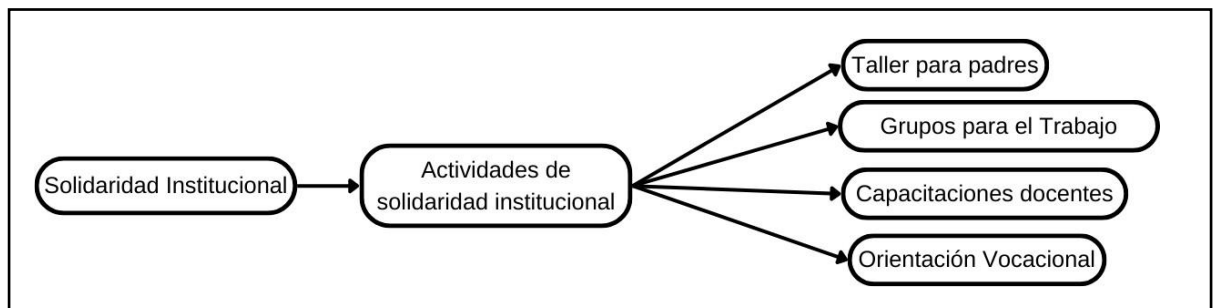 Solidaridad Institucional
Actividades de
solidaridad institucional
Taller para padres
Grupos para el Trabajo
Capacitaciones docentes
Orientación Vocacional